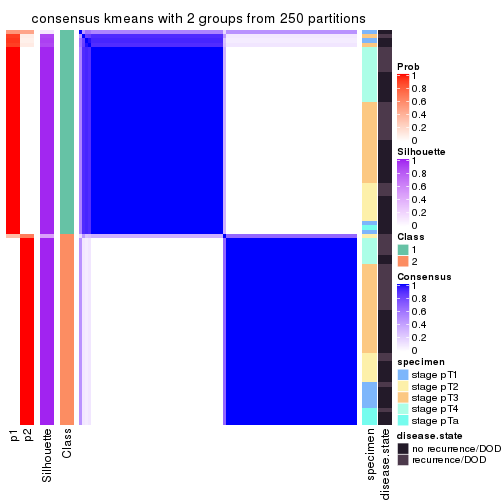 consensus kmeans with 2 groups from 250 partitions
Prob
1
0.8
0.6
0.4
0.2
0
Silhouette
1
0.8
0.6
0.4
0.2
0
Class
1
2
Consensus
1
0.8
0.6
0.4
0.2
0
specimen
stage pT1
stage pT2
stage pT3
stage pT4
stage pTa
disease.state
no recurrence/DOD
recurrence/DOD
p1
p2
Silhouette
Class
specimen
disease.state